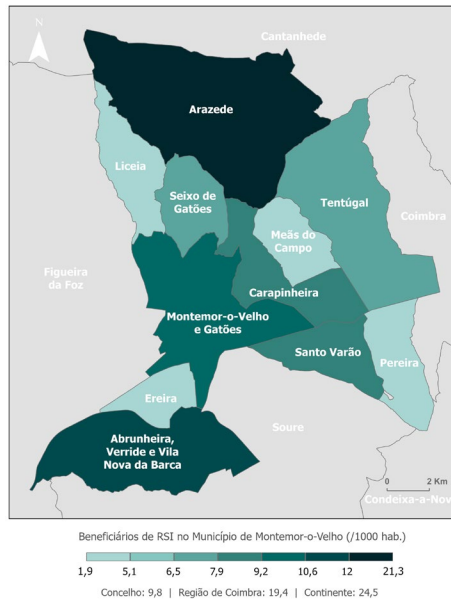 N
Cantanhede
Arazede
Liceia
Seixo de
Gatões
Tentúgal
Coimbra
Meãs do
Campo
Figueira
da Foz
Carapinheira
Montemor-o-Velho
e Gatões
Santo Varão
Pereira
Ereira
Soure
Abrunheira,
Verride e Vila
Nova da Barca
0 2 Km
Condeixa-a-Nov
Beneficiários de RSI no Município de Montemor-o-Velho (/1000 hab.)
1,9 5,1 6,5 7,9 9,2 10,6 12 21,3
Concelho: 9,8 | Região de Coimbra: 19,4 | Continente: 24,5